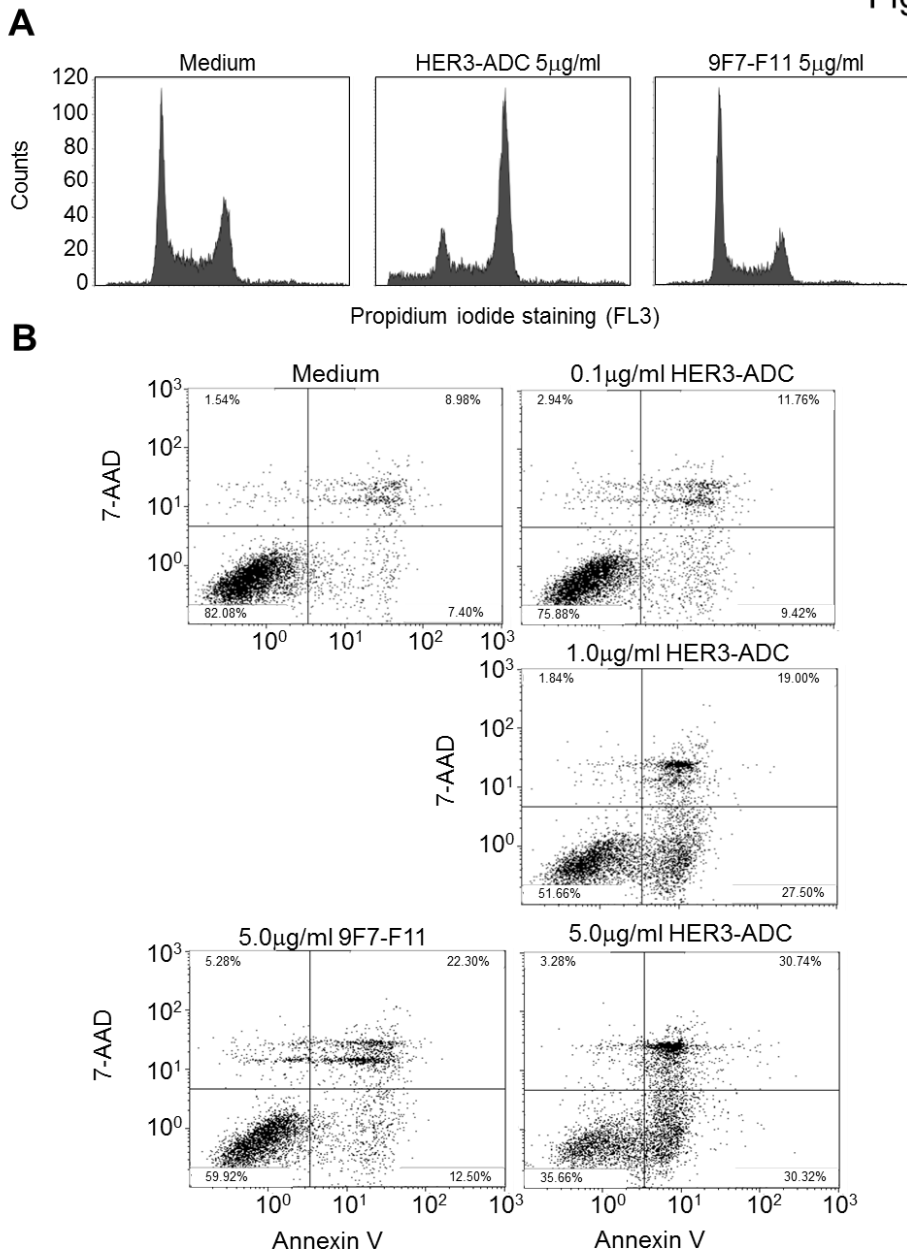 Fig
A
Medium
HER3-ADC 5μg/ml
9F7-F11 5μg/ml
120
100
80
60
40
20
0
Counts
Propidium iodide staining (FL3)
B
Medium
0.1μg/ml HER3-ADC
10³
10²
10¹
10⁰
7-AAD
1.54%
8.98%
82.08%
7.40%
10⁰ 10¹ 10² 10³
2.94%
11.76%
75.88%
9.42%
1.0μg/ml HER3-ADC
10³
10²
10¹
10⁰
7-AAD
1.84%
19.00%
51.66%
27.50%
5.0μg/ml 9F7-F11
5.0μg/ml HER3-ADC
10³
10²
10¹
10⁰
7-AAD
5.28%
22.30%
59.92%
12.50%
10⁰ 10¹ 10² 10³
Annexin V
3.28%
30.74%
35.66%
30.32%
10⁰ 10¹ 10² 10³
Annexin V